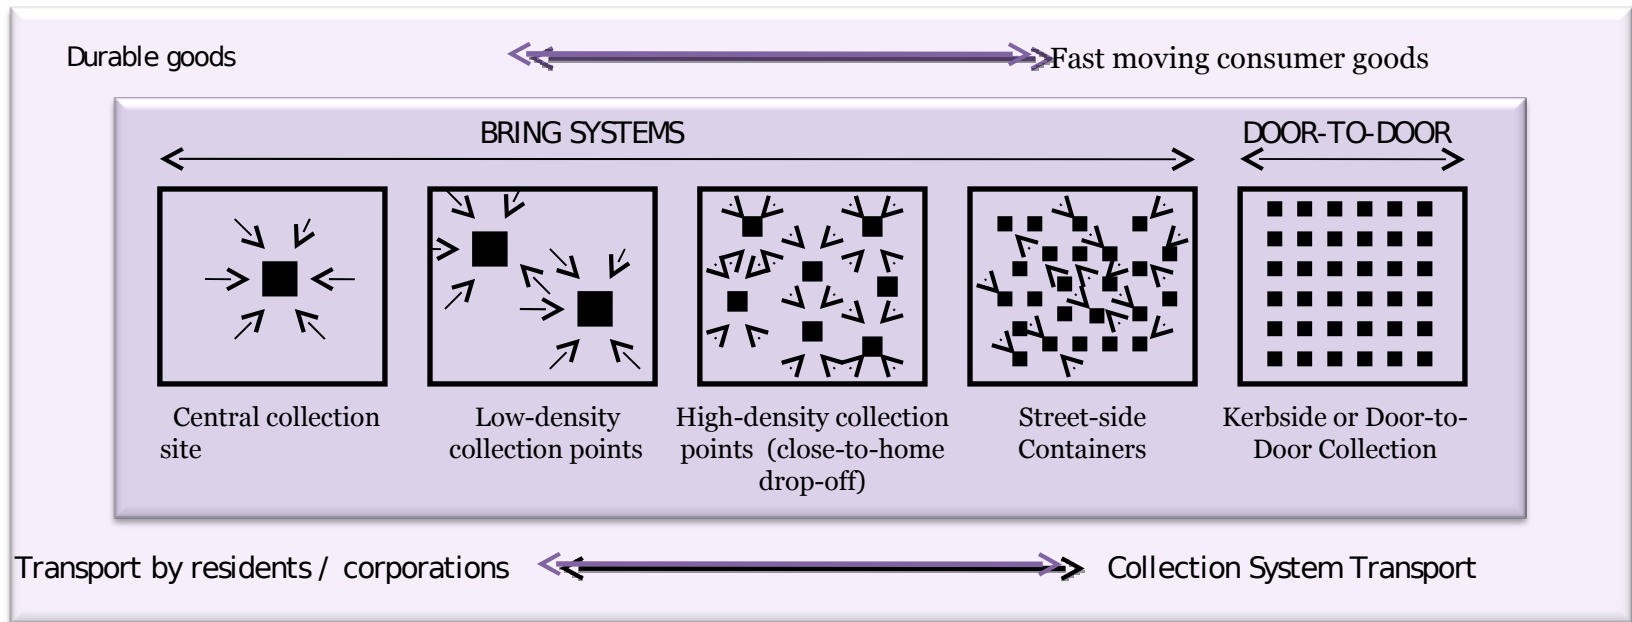 Durable goods
Fast moving consumer goods
BRING SYSTEMS
DOOR-TO-DOOR
Central collection
site
Low-density
collection points
High-density collection
points (close-to-home
drop-off)
Street-side
Containers
Kerbside or Door-to-
Door Collection
Transport by residents / corporations
Collection System Transport